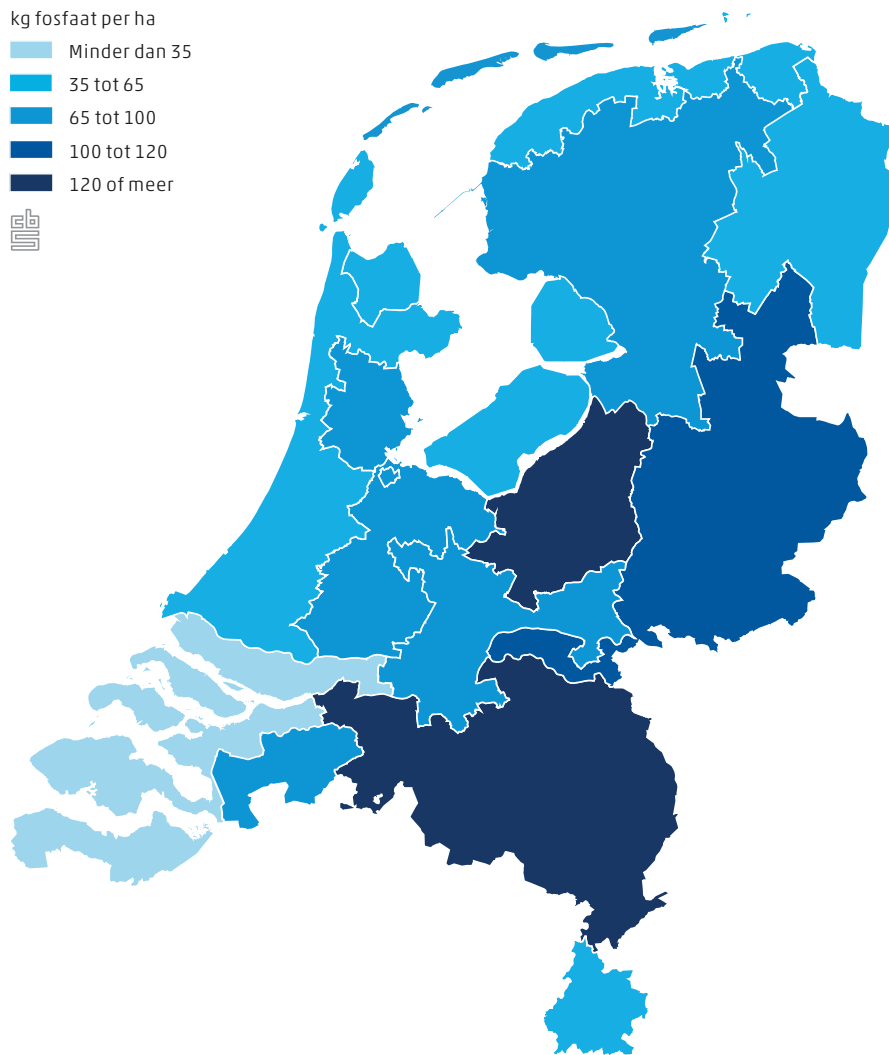 kg fosfaat per ha
Minder dan 35
35 tot 65
65 tot 100
100 tot 120
120 of meer
cbs